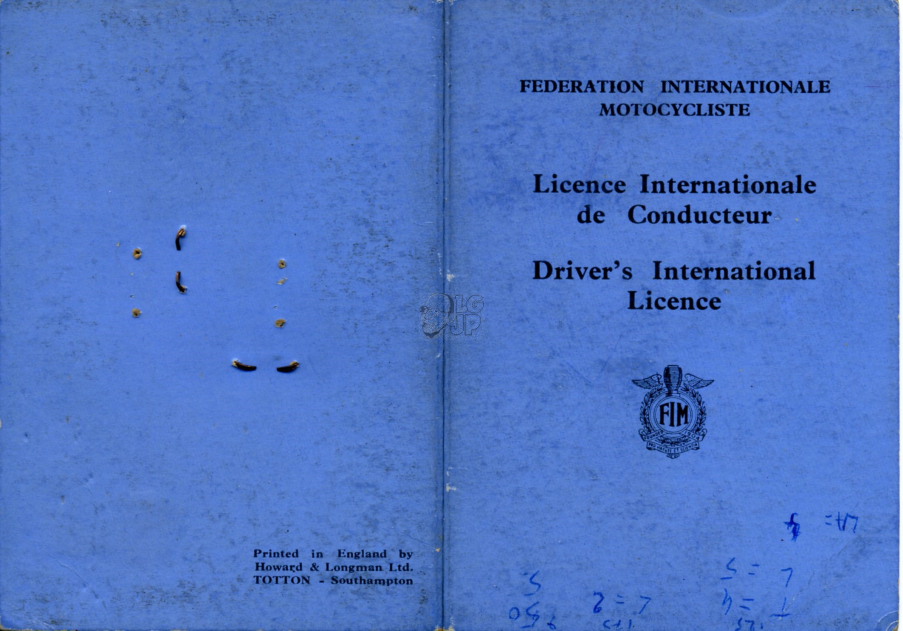 FEDERATION INTERNATIONALE
MOTOCYCLISTE
Licence Internationale
de Conducteur
Driver's International
Licence
FIM
Printed in England by
Howard & Longman Ltd.
TOTTON - Southampton